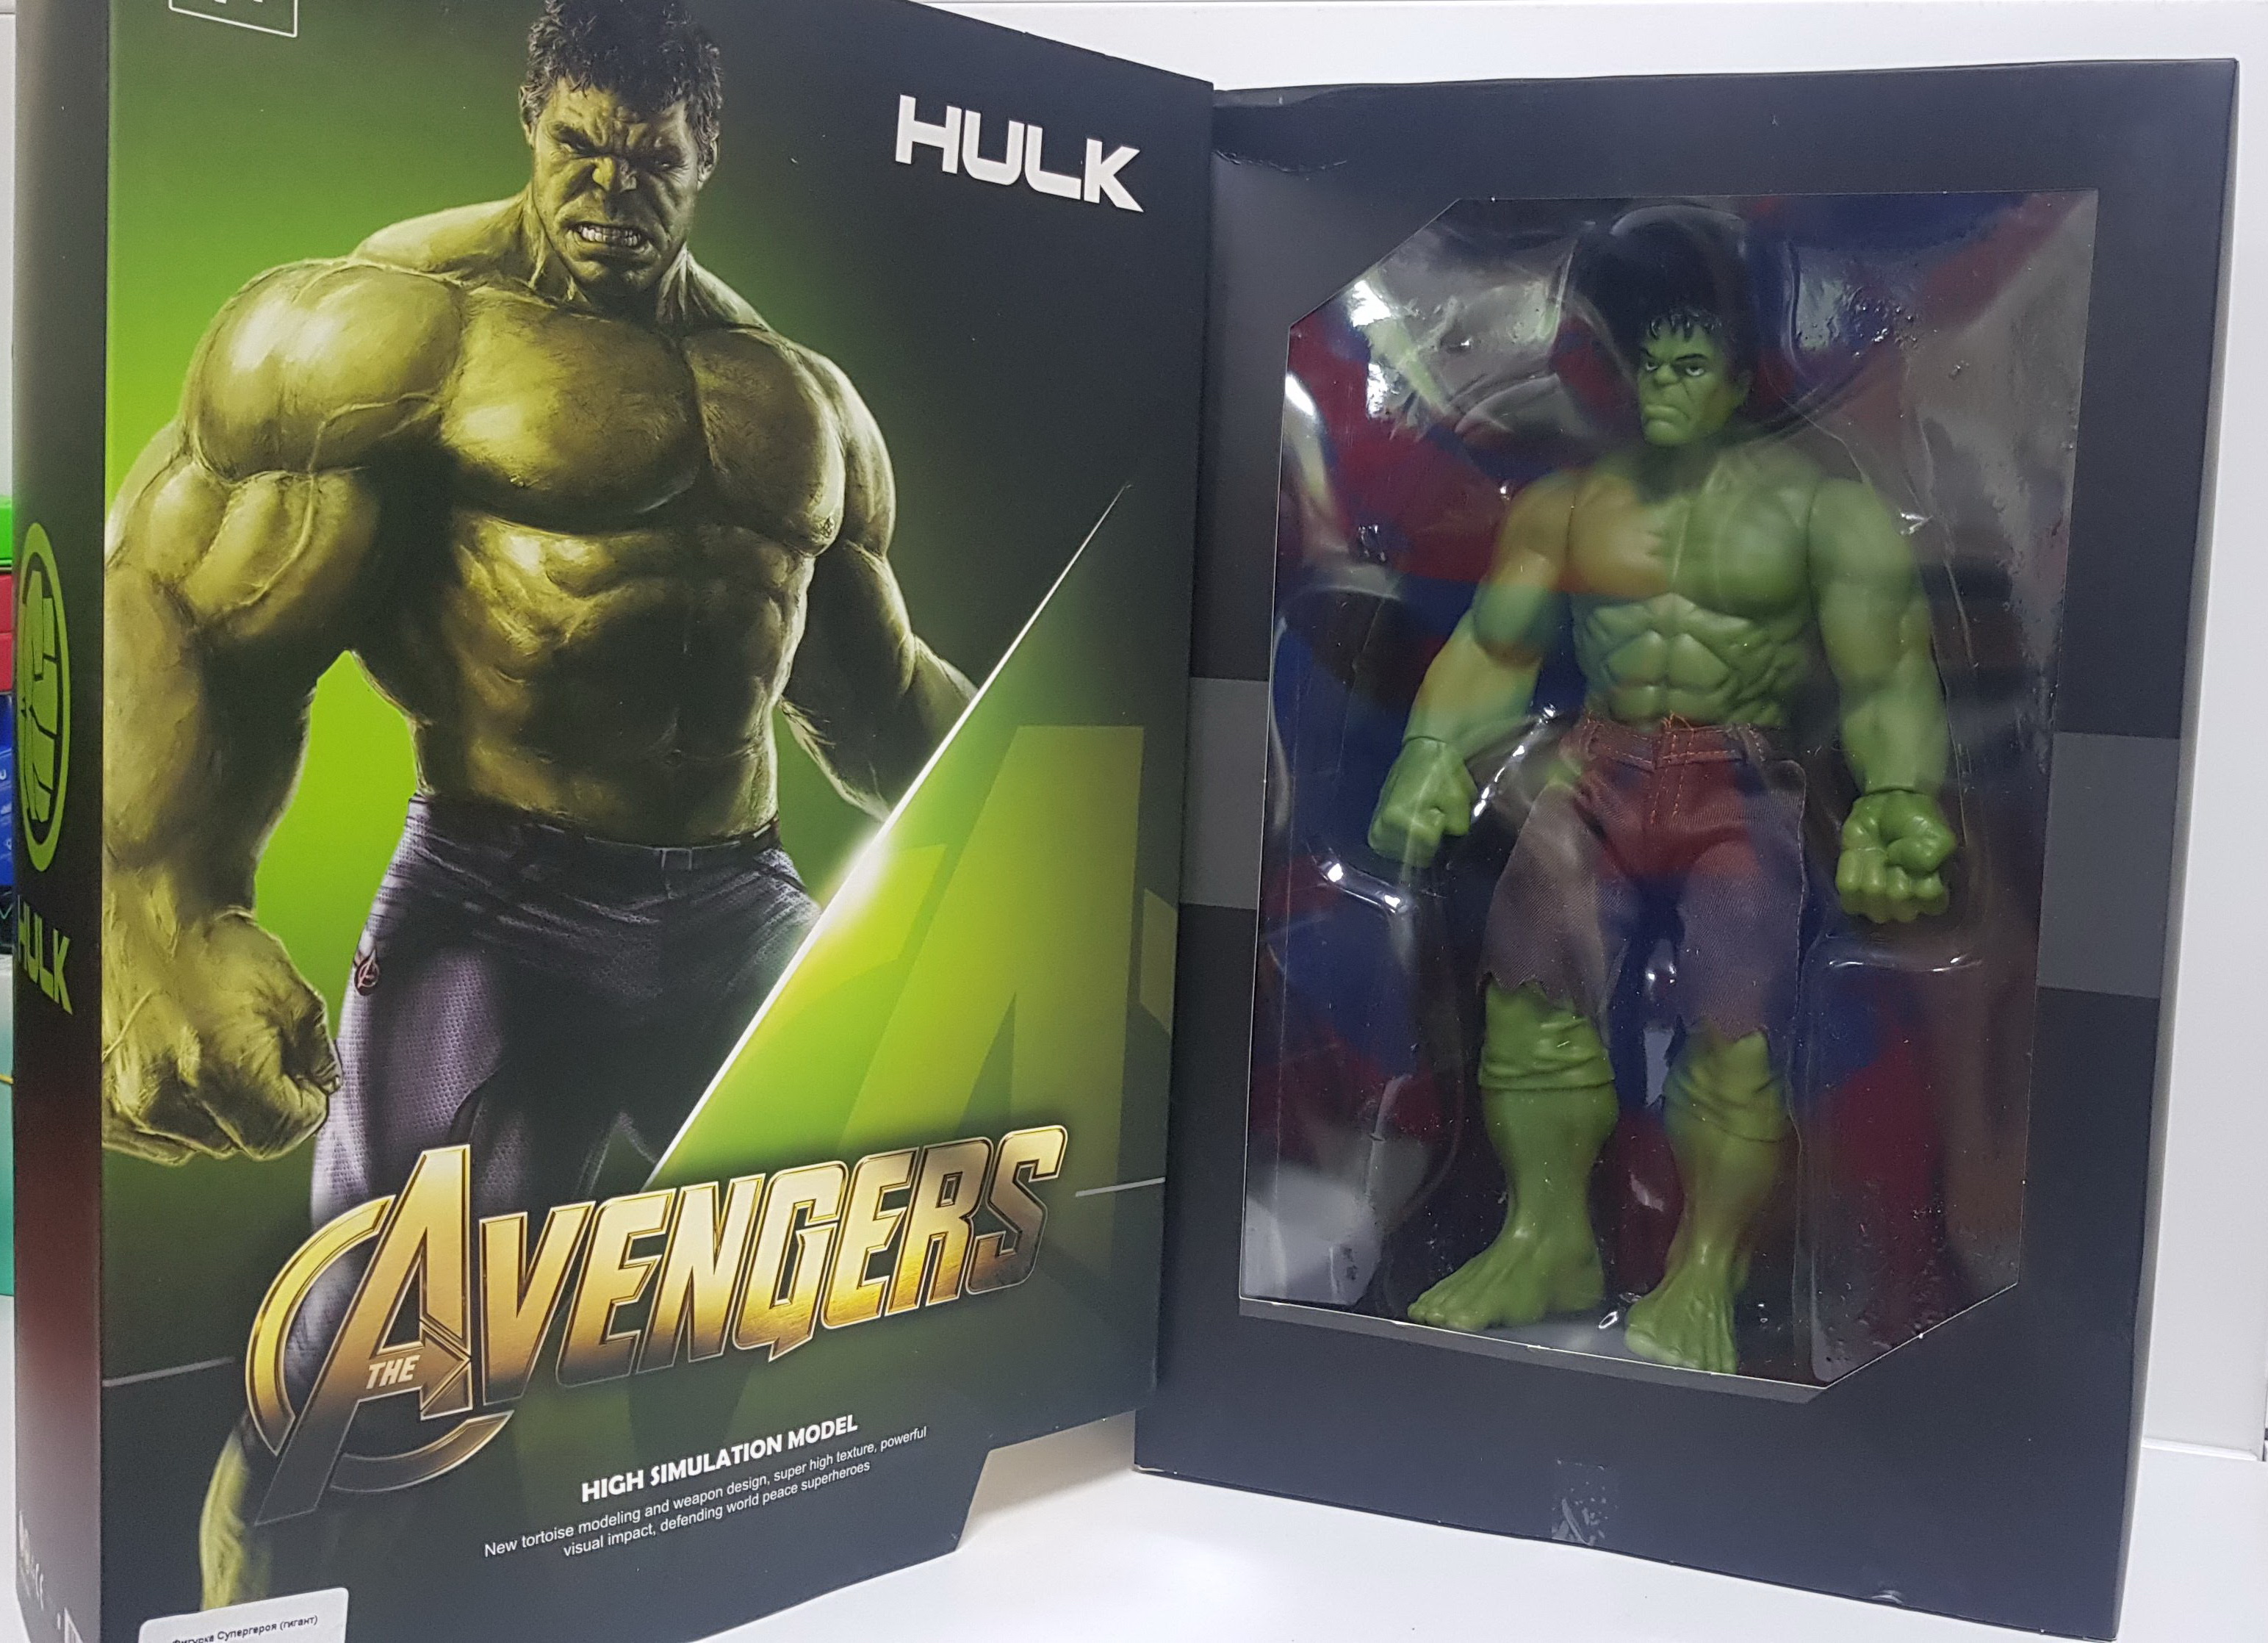 HULK
HULK
THE
AVENGERS
HIGH SIMULATION MODEL
New tortoise modeling and weapon design, super high texture, powerful
visual impact, defending world peace superheroes
Фигурка Супергероя (гигант)